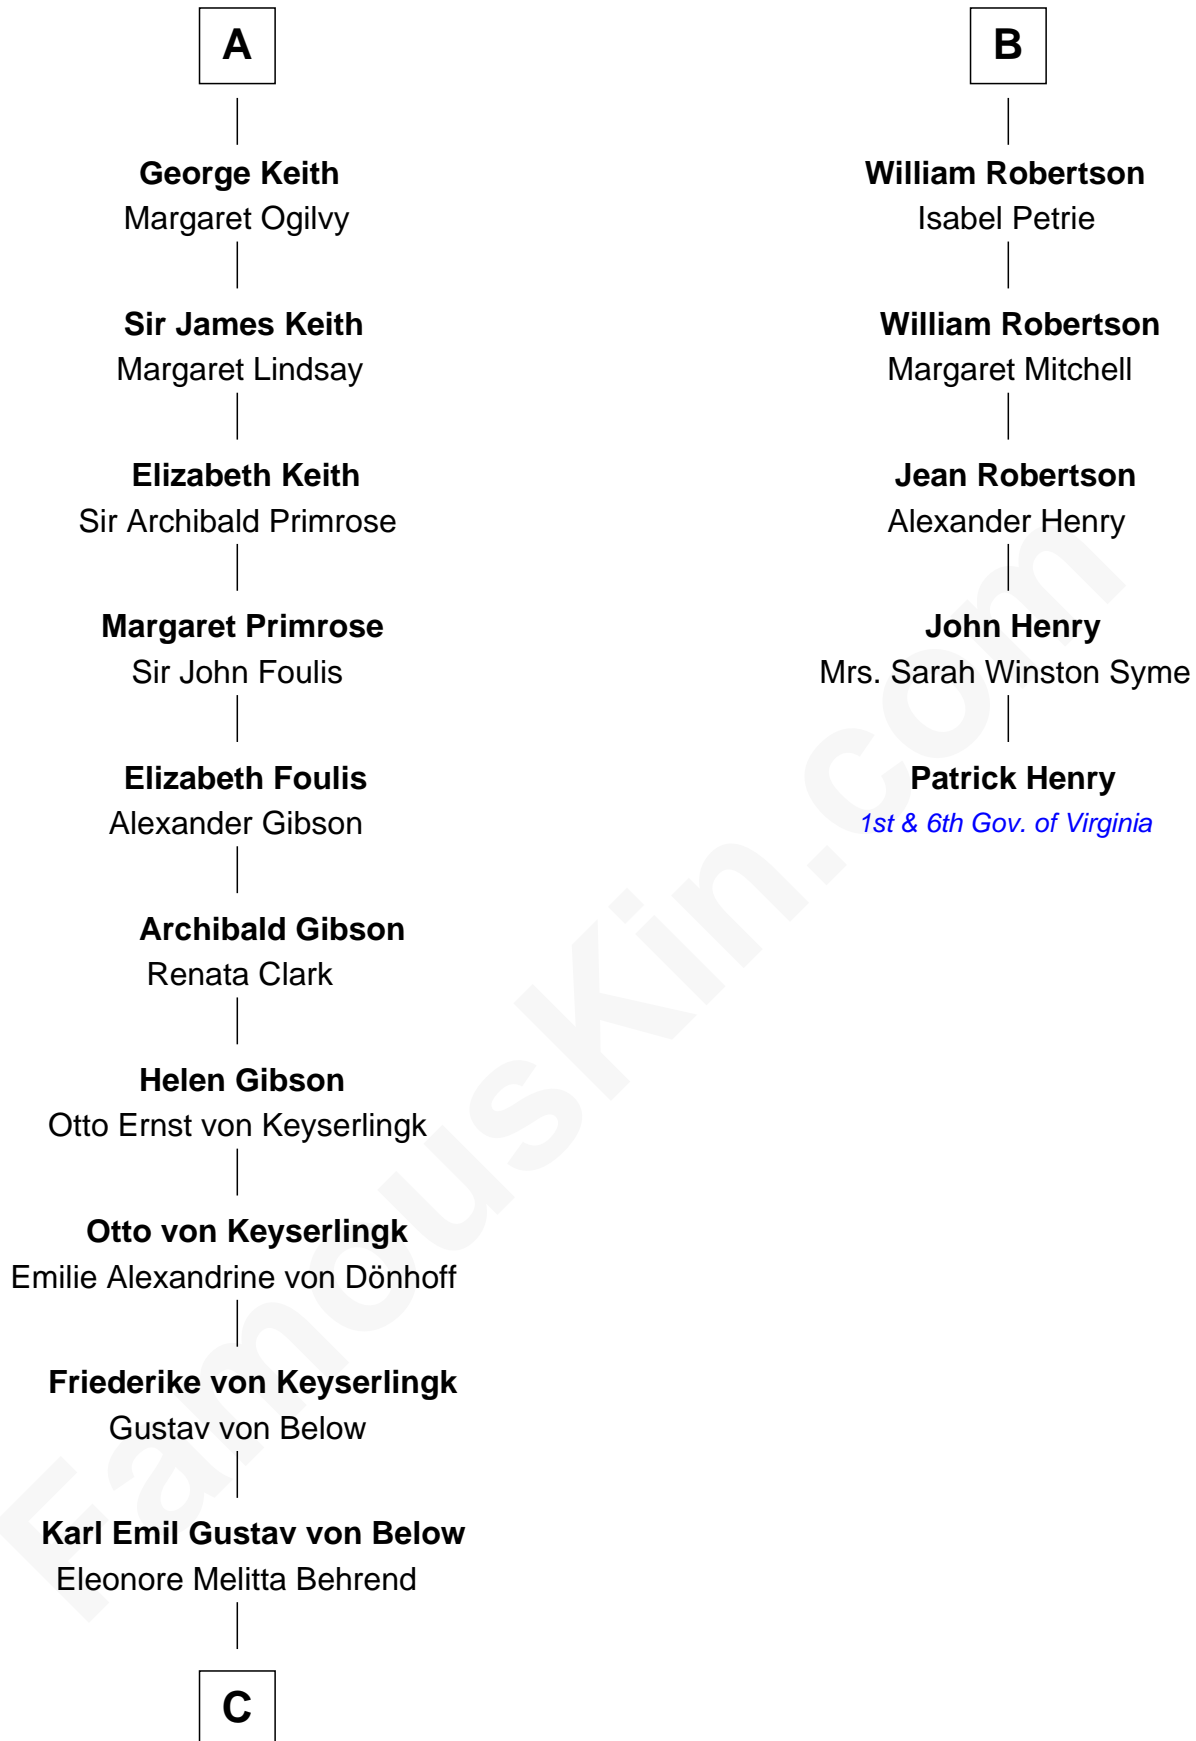 A
George Keith
Margaret Ogilvy
Sir James Keith
Margaret Lindsay
Elizabeth Keith
Sir Archibald Primrose
Margaret Primrose
Sir John Foulis
Elizabeth Foulis
Alexander Gibson
Archibald Gibson
Renata Clark
Helen Gibson
Otto Ernst von Keyserlingk
Otto von Keyserlingk
Emilie Alexandrine von Dönhoff
Friederike von Keyserlingk
Gustav von Below
Karl Emil Gustav von Below
Eleonore Melitta Behrend
C
B
William Robertson
Isabel Petrie
William Robertson
Margaret Mitchell
Jean Robertson
Alexander Henry
John Henry
Mrs. Sarah Winston Syme
Patrick Henry
1st & 6th Gov. of Virginia
FamousKin.com